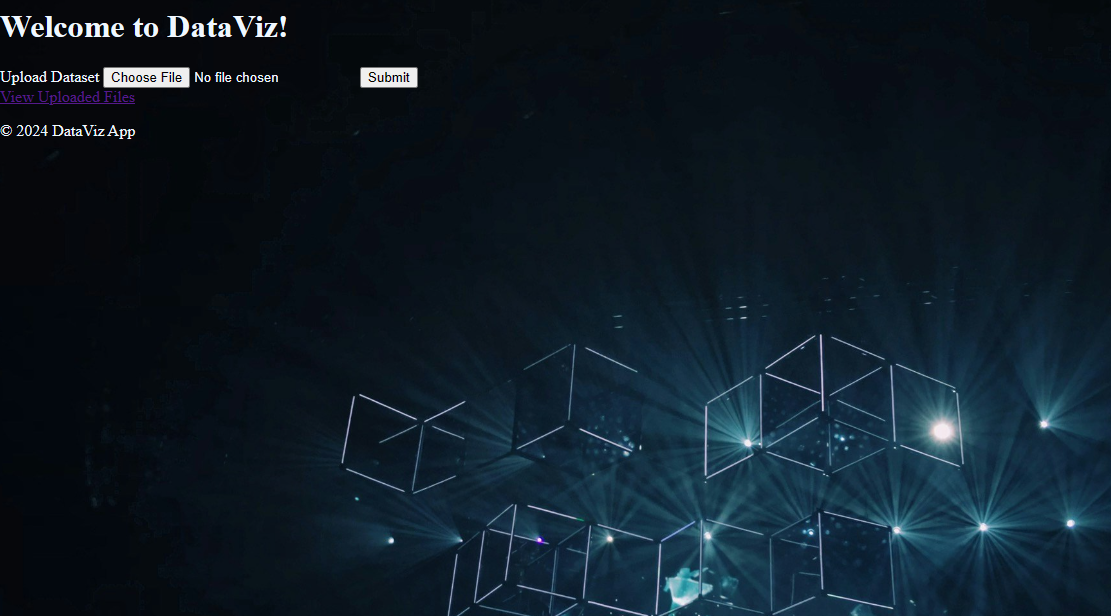 Welcome to DataViz!
Upload Dataset Choose File No file chosen Submit
View Uploaded Files
© 2024 DataViz App